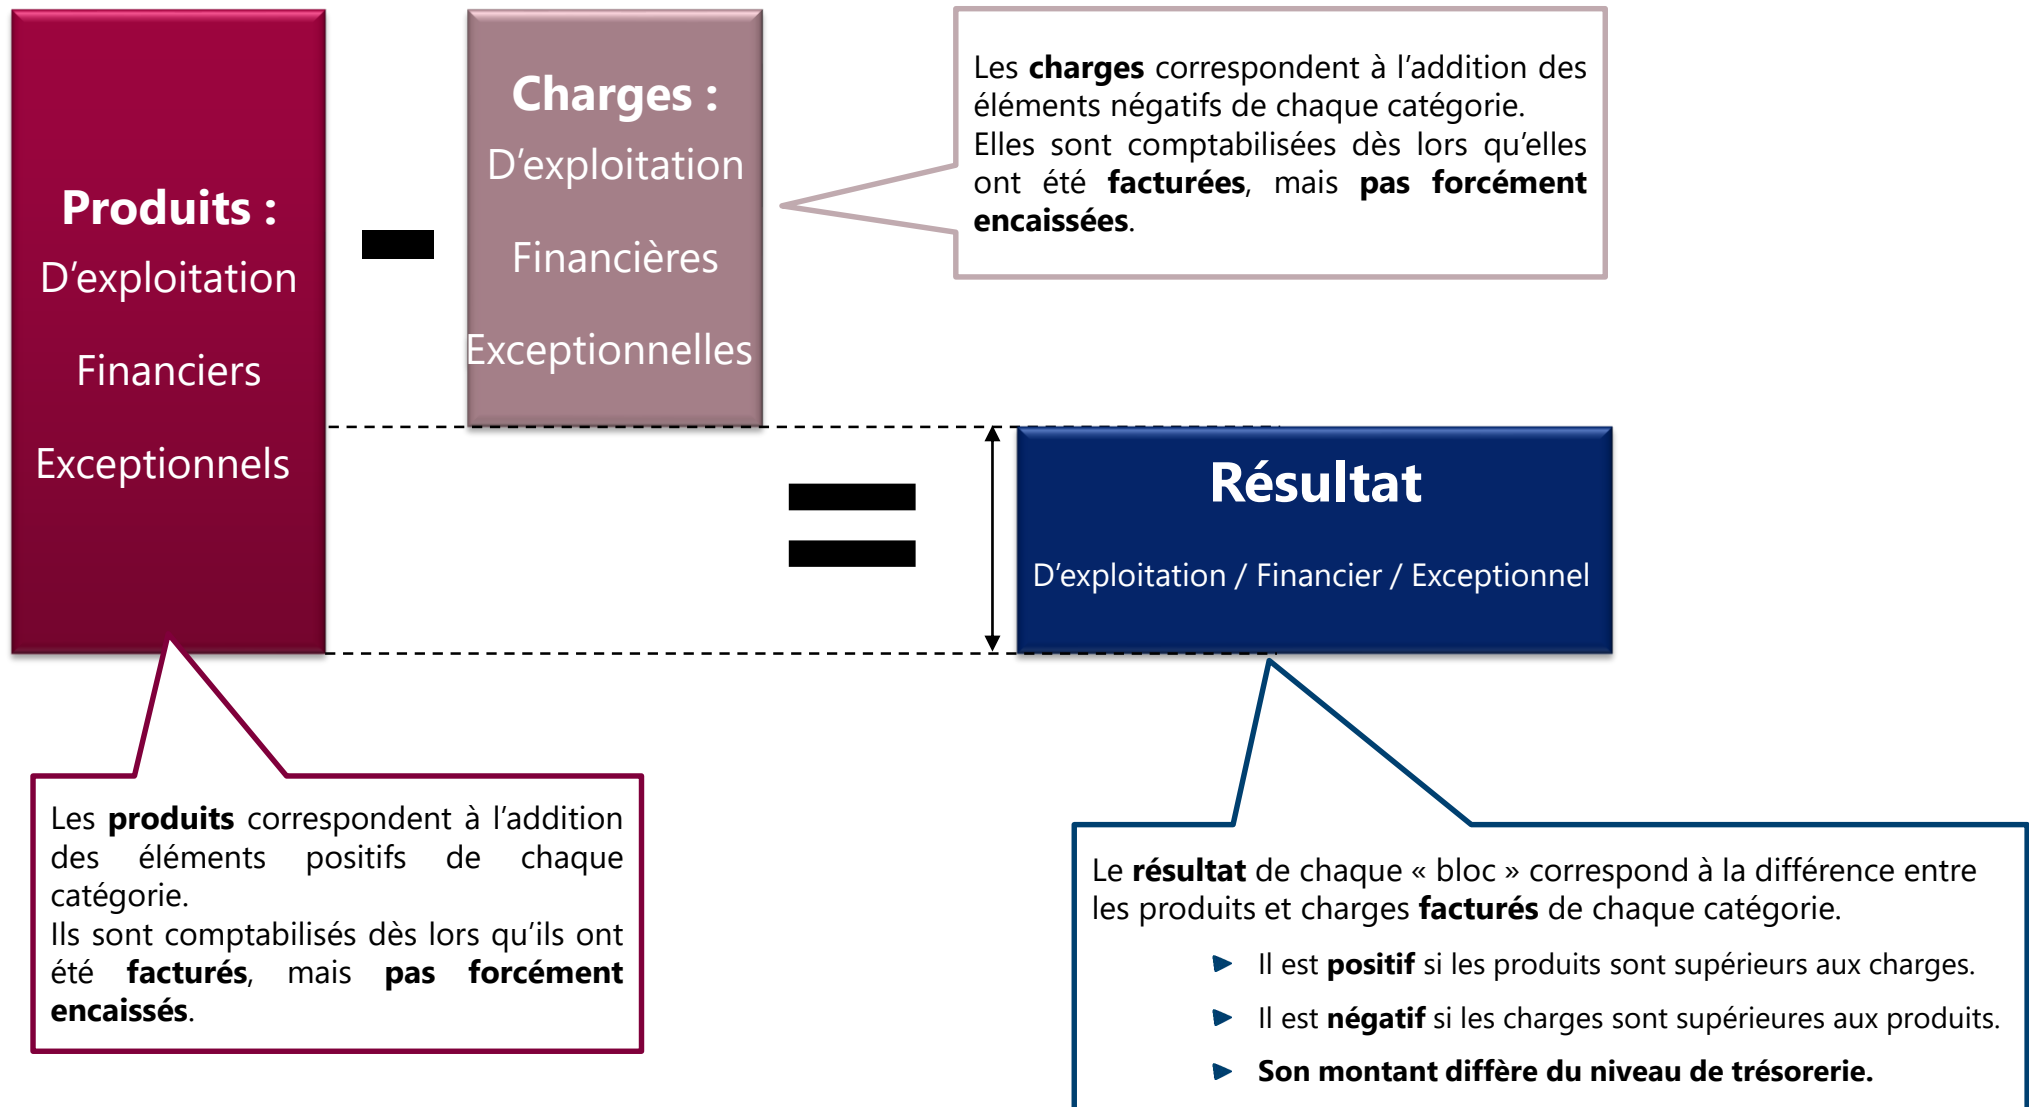 Produits :
D’exploitation
Financiers
Exceptionnels
Charges :
D’exploitation
Financières
Exceptionnelles
Les charges correspondent à l’addition des
éléments négatifs de chaque catégorie.
Elles sont comptabilisées dès lors qu’elles
ont été facturées, mais pas forcément
encaissées.
Résultat
D’exploitation / Financier / Exceptionnel
Les produits correspondent à l’addition
des éléments positifs de chaque
catégorie.
Ils sont comptabilisés dès lors qu’ils ont
été facturés, mais pas forcément
encaissés.
Le résultat de chaque « bloc » correspond à la différence entre
les produits et charges facturés de chaque catégorie.
Il est positif si les produits sont supérieurs aux charges.
Il est négatif si les charges sont supérieures aux produits.
Son montant diffère du niveau de trésorerie.